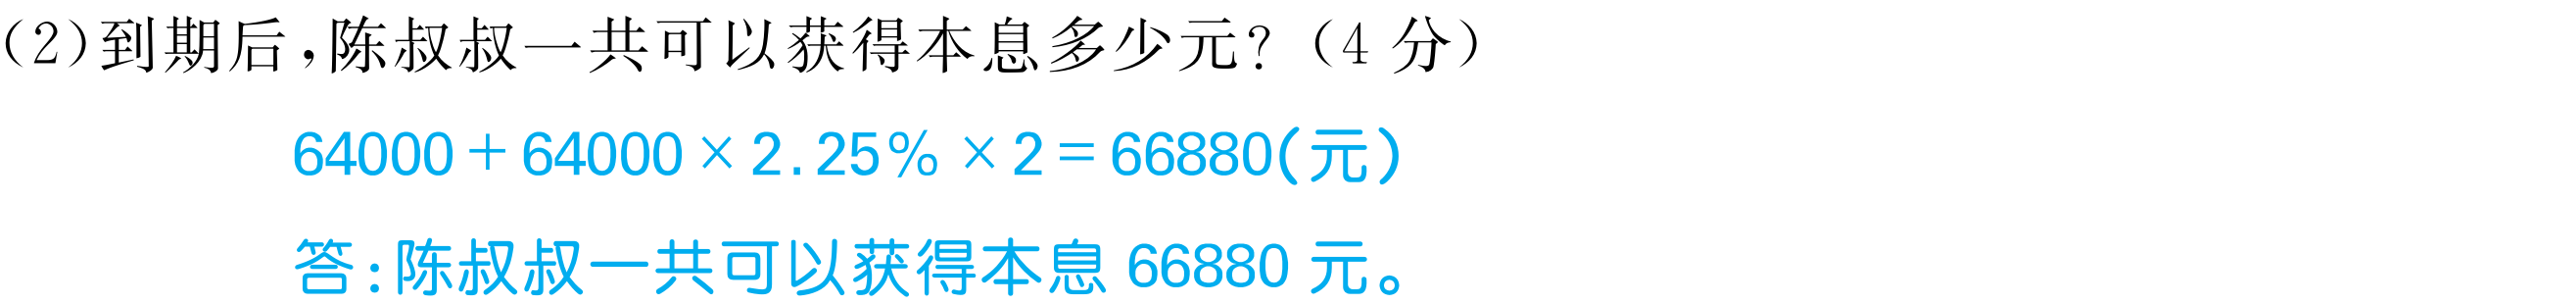 (2)到期后,陈叔叔一共可以获得本息多少元?(4 分)
64000+64000×2.25%×2=66880(元)
答:陈叔叔一共可以获得本息 66880 元。